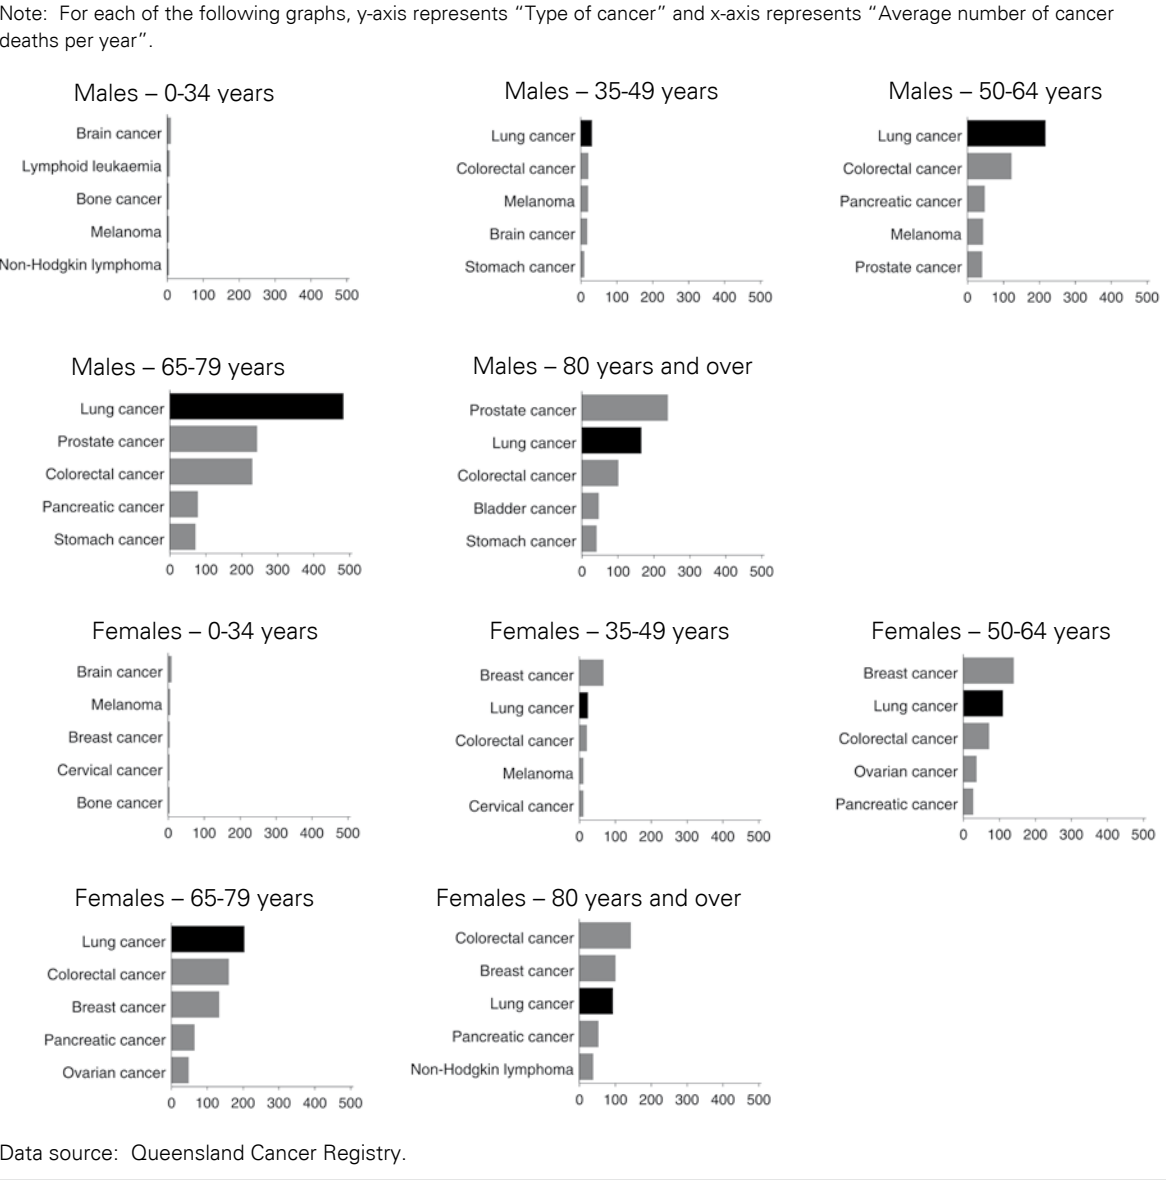 Note: For each of the following graphs, y-axis represents “Type of cancer” and x-axis represents “Average number of cancer
deaths per year”.
Males – 0-34 years
Brain cancer
Lymphoid leukaemia
Bone cancer
Melanoma
Non-Hodgkin lymphoma
0 100 200 300 400 500
Males – 35-49 years
Lung cancer
Colorectal cancer
Melanoma
Brain cancer
Stomach cancer
0 100 200 300 400 500
Males – 50-64 years
Lung cancer
Colorectal cancer
Pancreatic cancer
Melanoma
Prostate cancer
0 100 200 300 400 500
Males – 65-79 years
Lung cancer
Prostate cancer
Colorectal cancer
Pancreatic cancer
Stomach cancer
0 100 200 300 400 500
Males – 80 years and over
Prostate cancer
Lung cancer
Colorectal cancer
Bladder cancer
Stomach cancer
0 100 200 300 400 500
Females – 0-34 years
Brain cancer
Melanoma
Breast cancer
Cervical cancer
Bone cancer
0 100 200 300 400 500
Females – 35-49 years
Breast cancer
Lung cancer
Colorectal cancer
Melanoma
Cervical cancer
0 100 200 300 400 500
Females – 50-64 years
Breast cancer
Lung cancer
Colorectal cancer
Ovarian cancer
Pancreatic cancer
0 100 200 300 400 500
Females – 65-79 years
Lung cancer
Colorectal cancer
Breast cancer
Pancreatic cancer
Ovarian cancer
0 100 200 300 400 500
Females – 80 years and over
Colorectal cancer
Breast cancer
Lung cancer
Pancreatic cancer
Non-Hodgkin lymphoma
0 100 200 300 400 500
Data source: Queensland Cancer Registry.